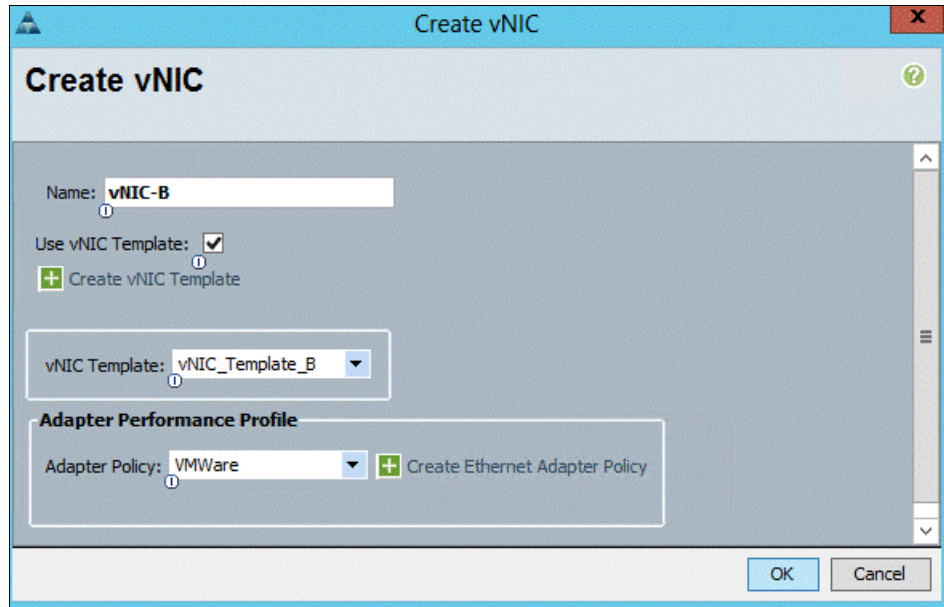 Create vNIC
Create vNIC
Name: vNIC-B
Use vNIC Template:
Create vNIC Template
vNIC Template: vNIC_Template_B
Adapter Performance Profile
Adapter Policy: VMWare Create Ethernet Adapter Policy
OK Cancel